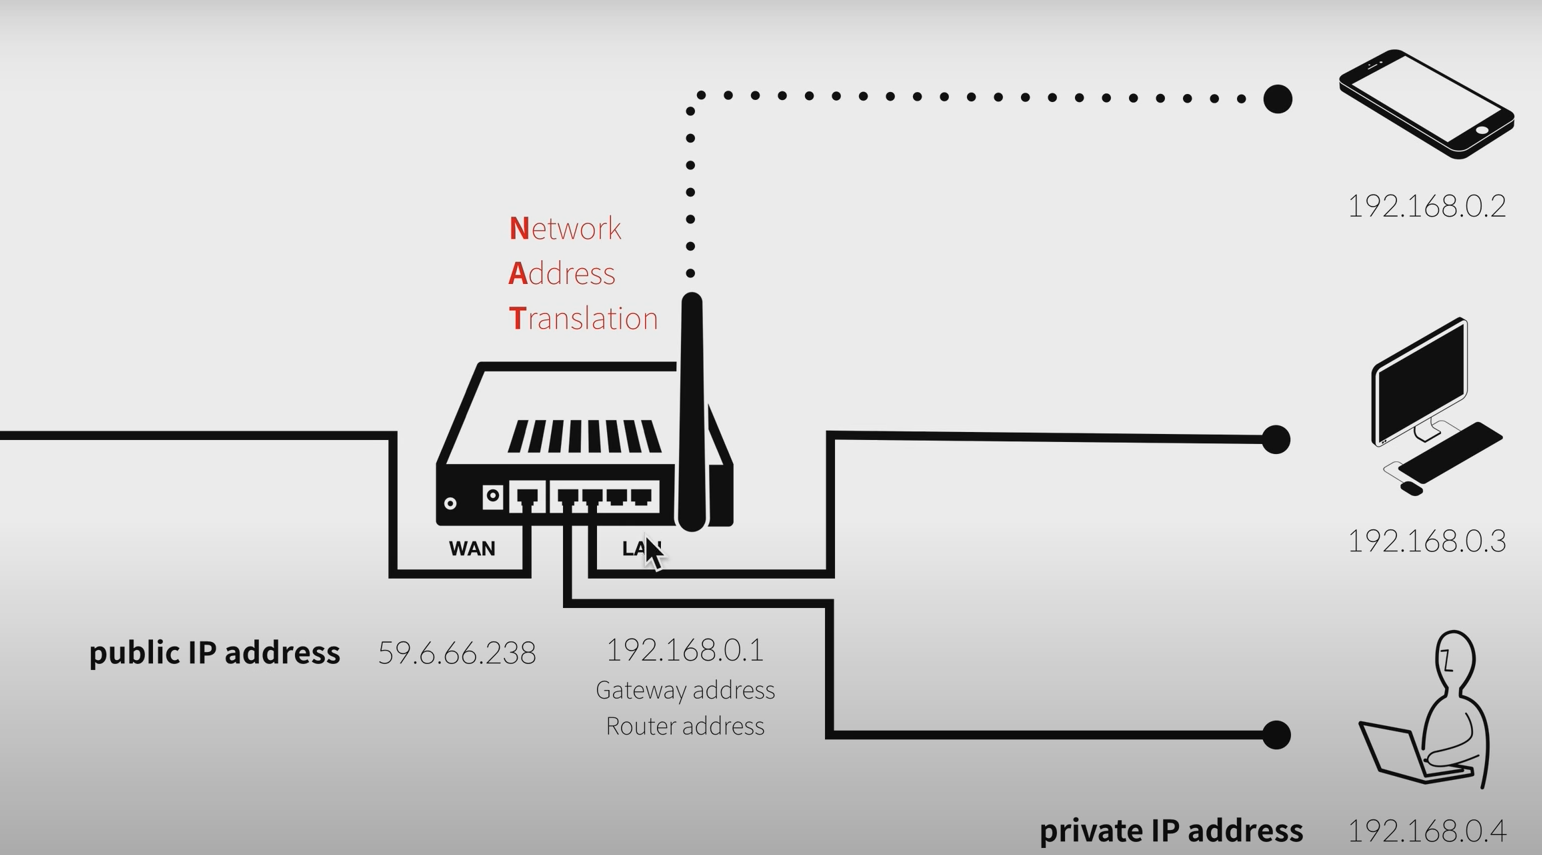 192.168.0.2
Network
Address
Translation
WAN
LAN
192.168.0.3
public IP address 59.6.66.238
192.168.0.1
Gateway address
Router address
private IP address 192.168.0.4